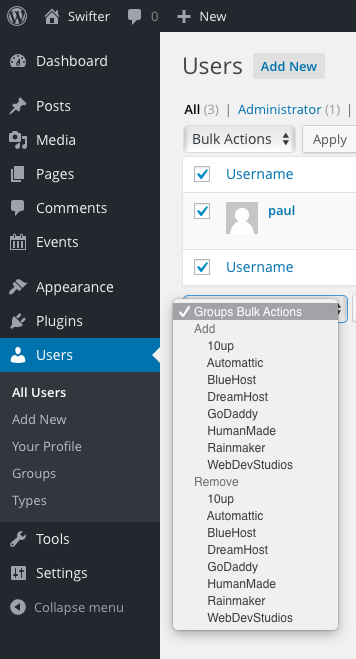 Swifter 0 New
Dashboard
Posts
Media
Pages
Comments
Events
Appearance
Plugins
Users
All Users
Add New
Your Profile
Groups
Types
Tools
Settings
Collapse menu
Users Add New
All (3) | Administrator (1) |
Bulk Actions Apply
Username
paul
Username
✓ Groups Bulk Actions
Add
10up
Automattic
BlueHost
DreamHost
GoDaddy
HumanMade
Rainmaker
WebDevStudios
Remove
10up
Automattic
BlueHost
DreamHost
GoDaddy
HumanMade
Rainmaker
WebDevStudios